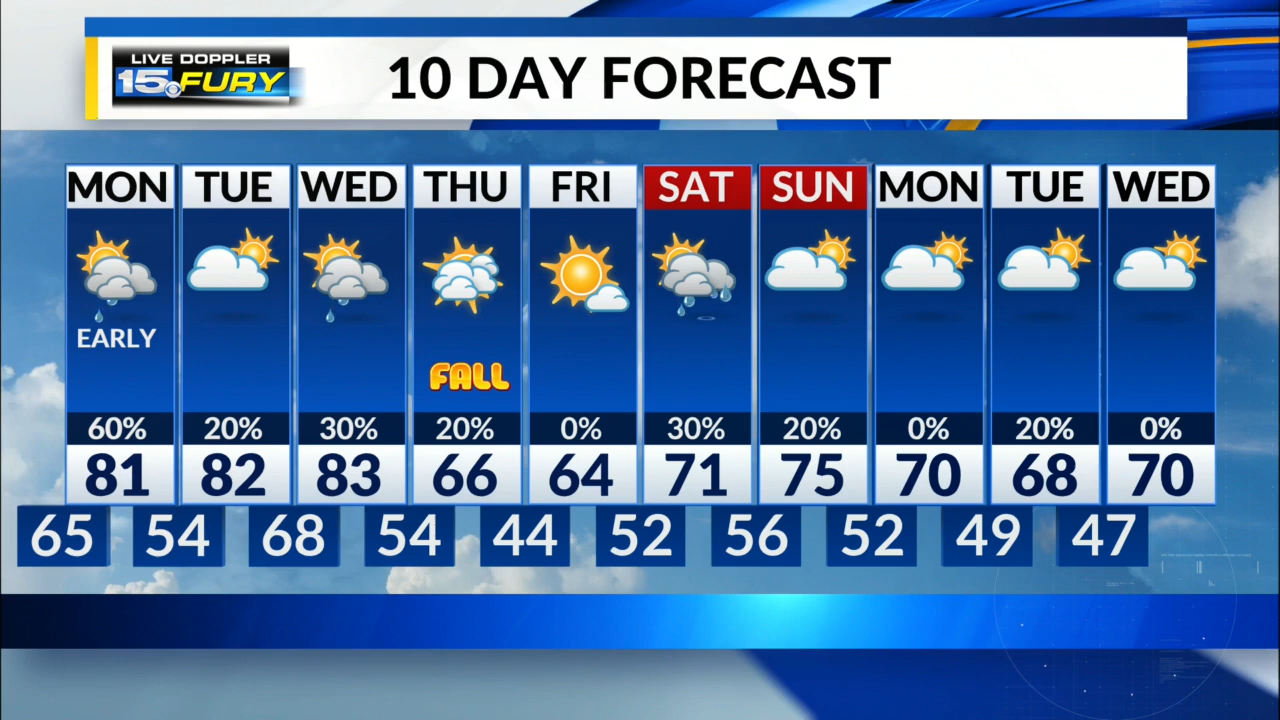 LIVE DOPPLER
15 FURY
10 DAY FORECAST
MON TUE WED THU FRI SAT SUN MON TUE WED
EARLY
FALL
60% 20% 30% 20% 0% 30% 20% 0% 20% 0%
81 82 83 66 64 71 75 70 68 70
65 54 68 54 44 52 56 52 49 47